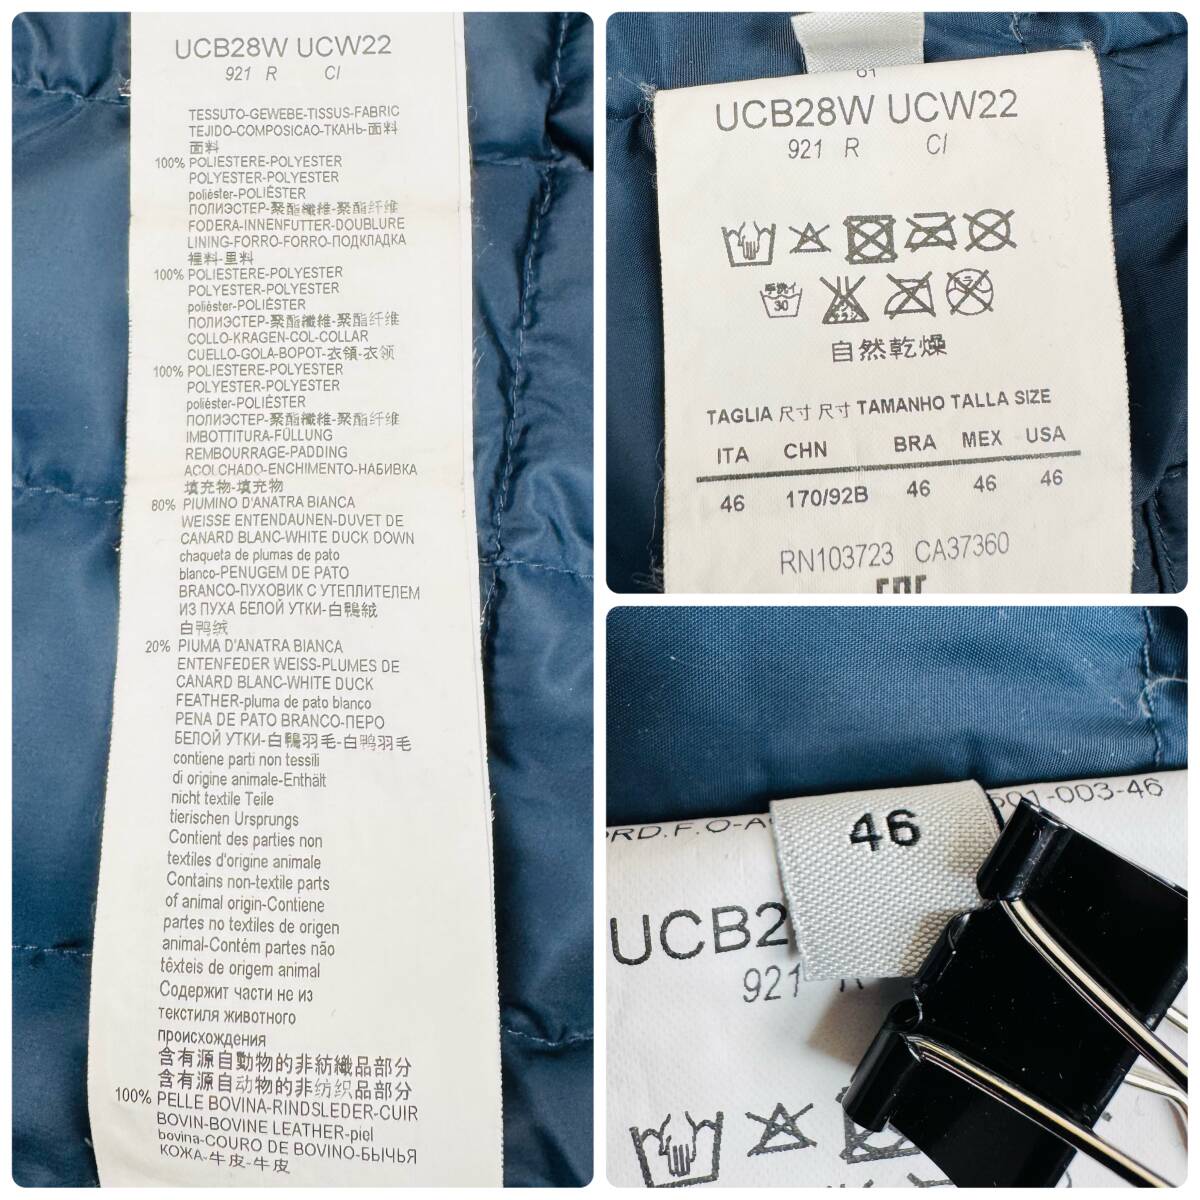 UCB28W UCW22
921 R CI
TESSUTO-GEWEBE-TISSUS-FABRIC
TEJIDO-COMPOSICAO-ТКАНЬ-面料
面料
100% POLIESTERE-POLYESTER
POLYESTER-POLYESTER
poliéster-POLIÉSTER
ПОЛИЭСТЕР-聚酯纖維-聚酯纤维
FODERA-INNENFUTTER-DOUBLURE
LINING-FORRO-FORRO-ПОДКЛАДКА
裡料-里料
100% POLIESTERE-POLYESTER
POLYESTER-POLYESTER
poliéster-POLIÉSTER
ПОЛИЭСТЕР-聚酯纖維-聚酯纤维
COLLO-KRAGEN-COL-COLLAR
CUELLO-GOLA-ВОРОТ-衣領-衣领
100% POLIESTERE-POLYESTER
POLYESTER-POLYESTER
poliéster-POLIÉSTER
ПОЛИЭСТЕР-聚酯纖維-聚酯纤维
IMBOTTITURA-FÜLLUNG
REMBOURRAGE-PADDING
ACOLCHADO-ENCHIMENTO-НАБИВКА
填充物-填充物
80% PIUMINO D'ANATRA BIANCA
WEISSE ENTENDAUNEN-DUVET DE
CANARD BLANC-WHITE DUCK DOWN
chaqueta de plumas de pato
blanco-PENUGEM DE PATO
BRANCO-ПУХОВИК С УТЕПЛИТЕЛЕМ
ИЗ ПУХА БЕЛОЙ УТКИ-白鴨絨
白鸭绒
20% PIUMA D'ANATRA BIANCA
ENTENFEDER WEISS-PLUMES DE
CANARD BLANC-WHITE DUCK
FEATHER-pluma de pato blanco
PENA DE PATO BRANCO-ПЕРО
БЕЛОЙ УТКИ-白鴨羽毛-白鸭羽毛
contiene parti non tessili
di origine animale-Enthält
nicht textile Teile
tierischen Ursprungs
Contient des parties non
textiles d'origine animale
Contains non-textile parts
of animal origin-Contiene
partes no textiles de origen
animal-Contém partes não
têxteis de origem animal
Содержит части не из
текстиля животного
происхождения
含有源自動物的非紡織品部分
含有源自动物的非纺织品部分
100% PELLE BOVINA-RINDSLEDER-CUIR
BOVIN-BOVINE LEATHER-piel
bovina-COURO DE BOVINO-БЫЧЬЯ
КОЖА-牛皮-牛皮
UCB28W UCW22
921 R CI
手洗イ
30
自然乾燥
TAGLIA 尺寸 尺寸 TAMANHO TALLA SIZE
ITA CHN BRA MEX USA
46 170/92B 46 46 46
RN103723 CA37360
PRD.F.O-A 501-003-46
46
UCB2
921 R